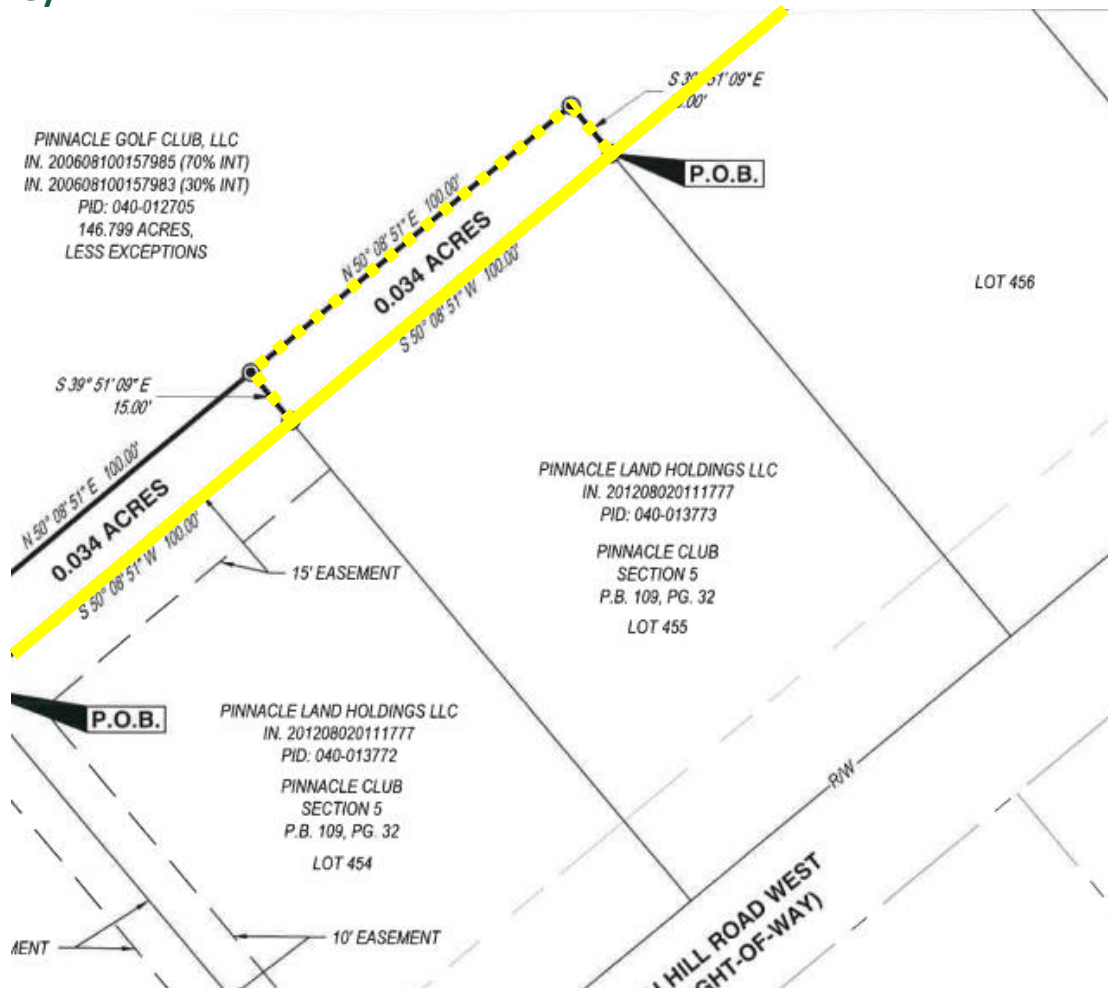 S 51' 09" E
PINNACLE GOLF CLUB, LLC
IN. 200608100157985 (70% INT)
IN. 200608100157983 (30% INT)
PID: 040-012705
146.799 ACRES,
LESS EXCEPTIONS
P.O.B.
N 50° 08' 51" E 100.00'
0.034 ACRES
S 50° 08' 51" W 100.00'
LOT 456
S 39° 51' 09" E
15.00'
N 50° 08' 51" E 100.00'
0.034 ACRES
S 50° 08' 51" W 100.00'
15' EASEMENT
PINNACLE LAND HOLDINGS LLC
IN. 201208020111777
PID: 040-013773
PINNACLE CLUB
SECTION 5
P.B. 109, PG. 32
LOT 455
P.O.B.
PINNACLE LAND HOLDINGS LLC
IN. 201208020111777
PID: 040-013772
PINNACLE CLUB
SECTION 5
P.B. 109, PG. 32
LOT 454
R/W
10' EASEMENT
MENT
HILL ROAD WEST
GHT-OF-WAY)